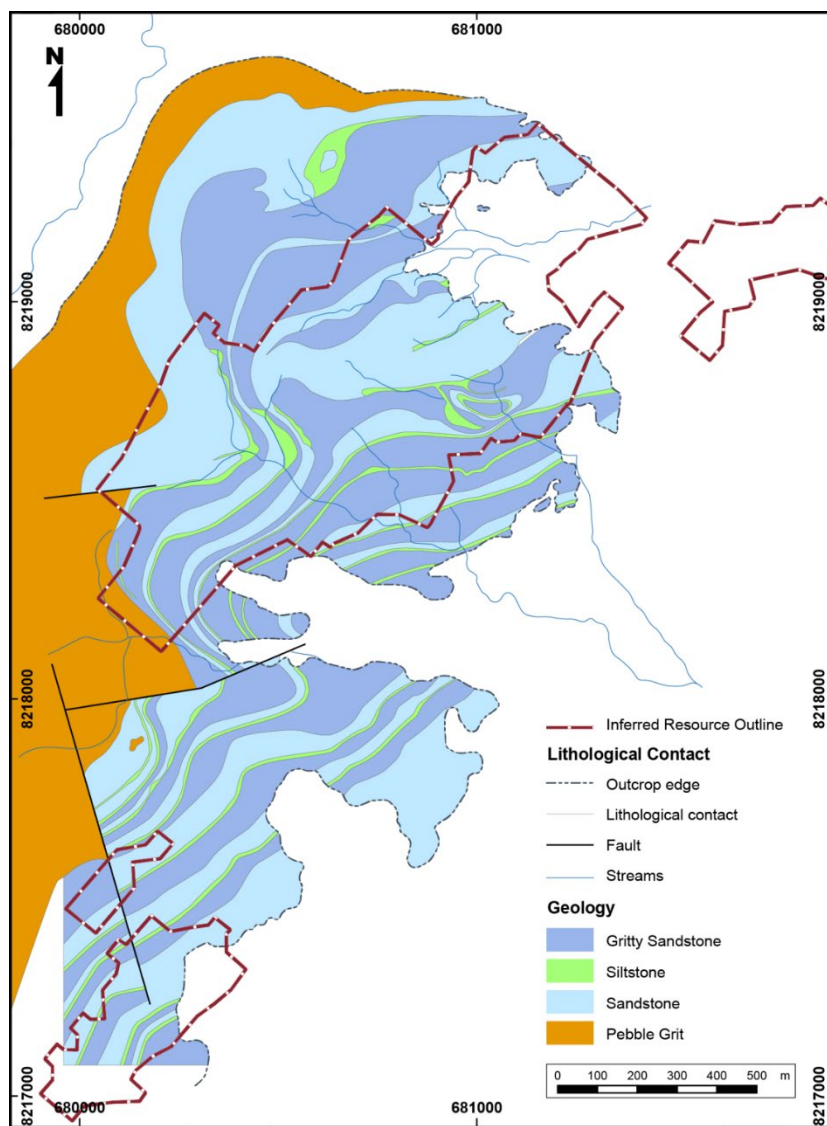 680000
681000
N
8219000
8219000
8218000
8218000
Inferred Resource Outline
Lithological Contact
Outcrop edge
Lithological contact
Fault
Streams
Geology
Gritty Sandstone
Siltstone
Sandstone
Pebble Grit
0 100 200 300 400 500 m
8217000
8217000
680000
681000